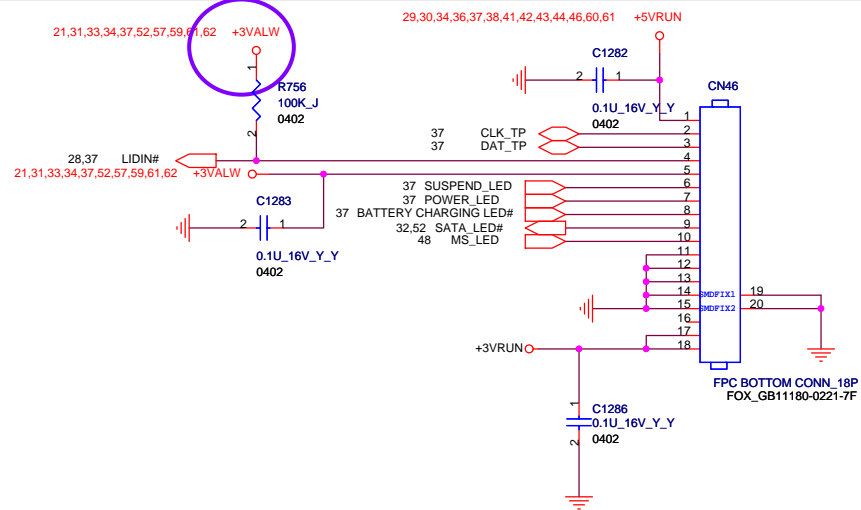 29,30,34,36,37,38,41,42,43,44,46,60,61 +5VRUN
21,31,33,34,37,52,57,59,61,62 +3VALW
C1282
2 1
0.1U_16V_Y_Y
0402
CN46
1
R756
100K_J
0402
2
1
37 CLK_TP 2
37 DAT_TP 3
28,37 LIDIN# 4
21,31,33,34,37,52,57,59,61,62 +3VALW 5
37 SUSPEND_LED 6
37 POWER_LED 7
37 BATTERY CHARGING LED# 8
32,52 SATA_LED# 9
48 MS_LED 10
C1283
2 1
0.1U_16V_Y_Y
0402
11
12
13
14 SMDFIX1 19
15 SMDFIX2 20
16
17
+3VRUN 18
FPC BOTTOM CONN_18P
FOX_GB11180-0221-7F
1
C1286
0.1U_16V_Y_Y
0402
2